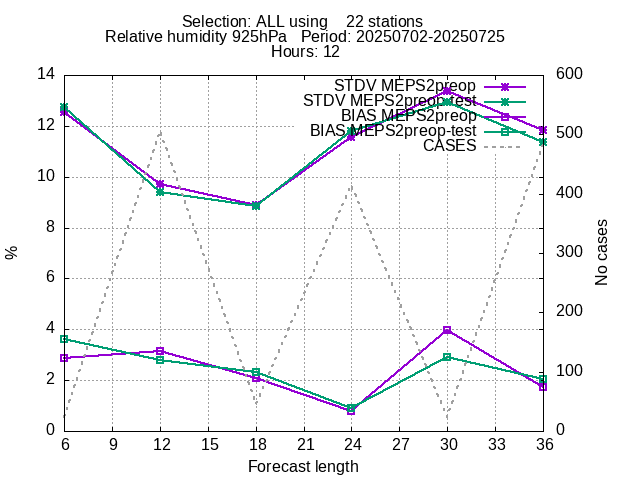 Selection: ALL using    22 stations
Relative humidity 925hPa   Period: 20250702-20250725
Hours: 12
STDV MEPS2preop
STDV MEPS2preop-test
BIAS MEPS2preop
BIAS MEPS2preop-test
CASES
14
12
10
8
6
4
2
0
%
600
500
400
300
200
100
0
No cases
6 9 12 15 18 21 24 27 30 33 36
Forecast length